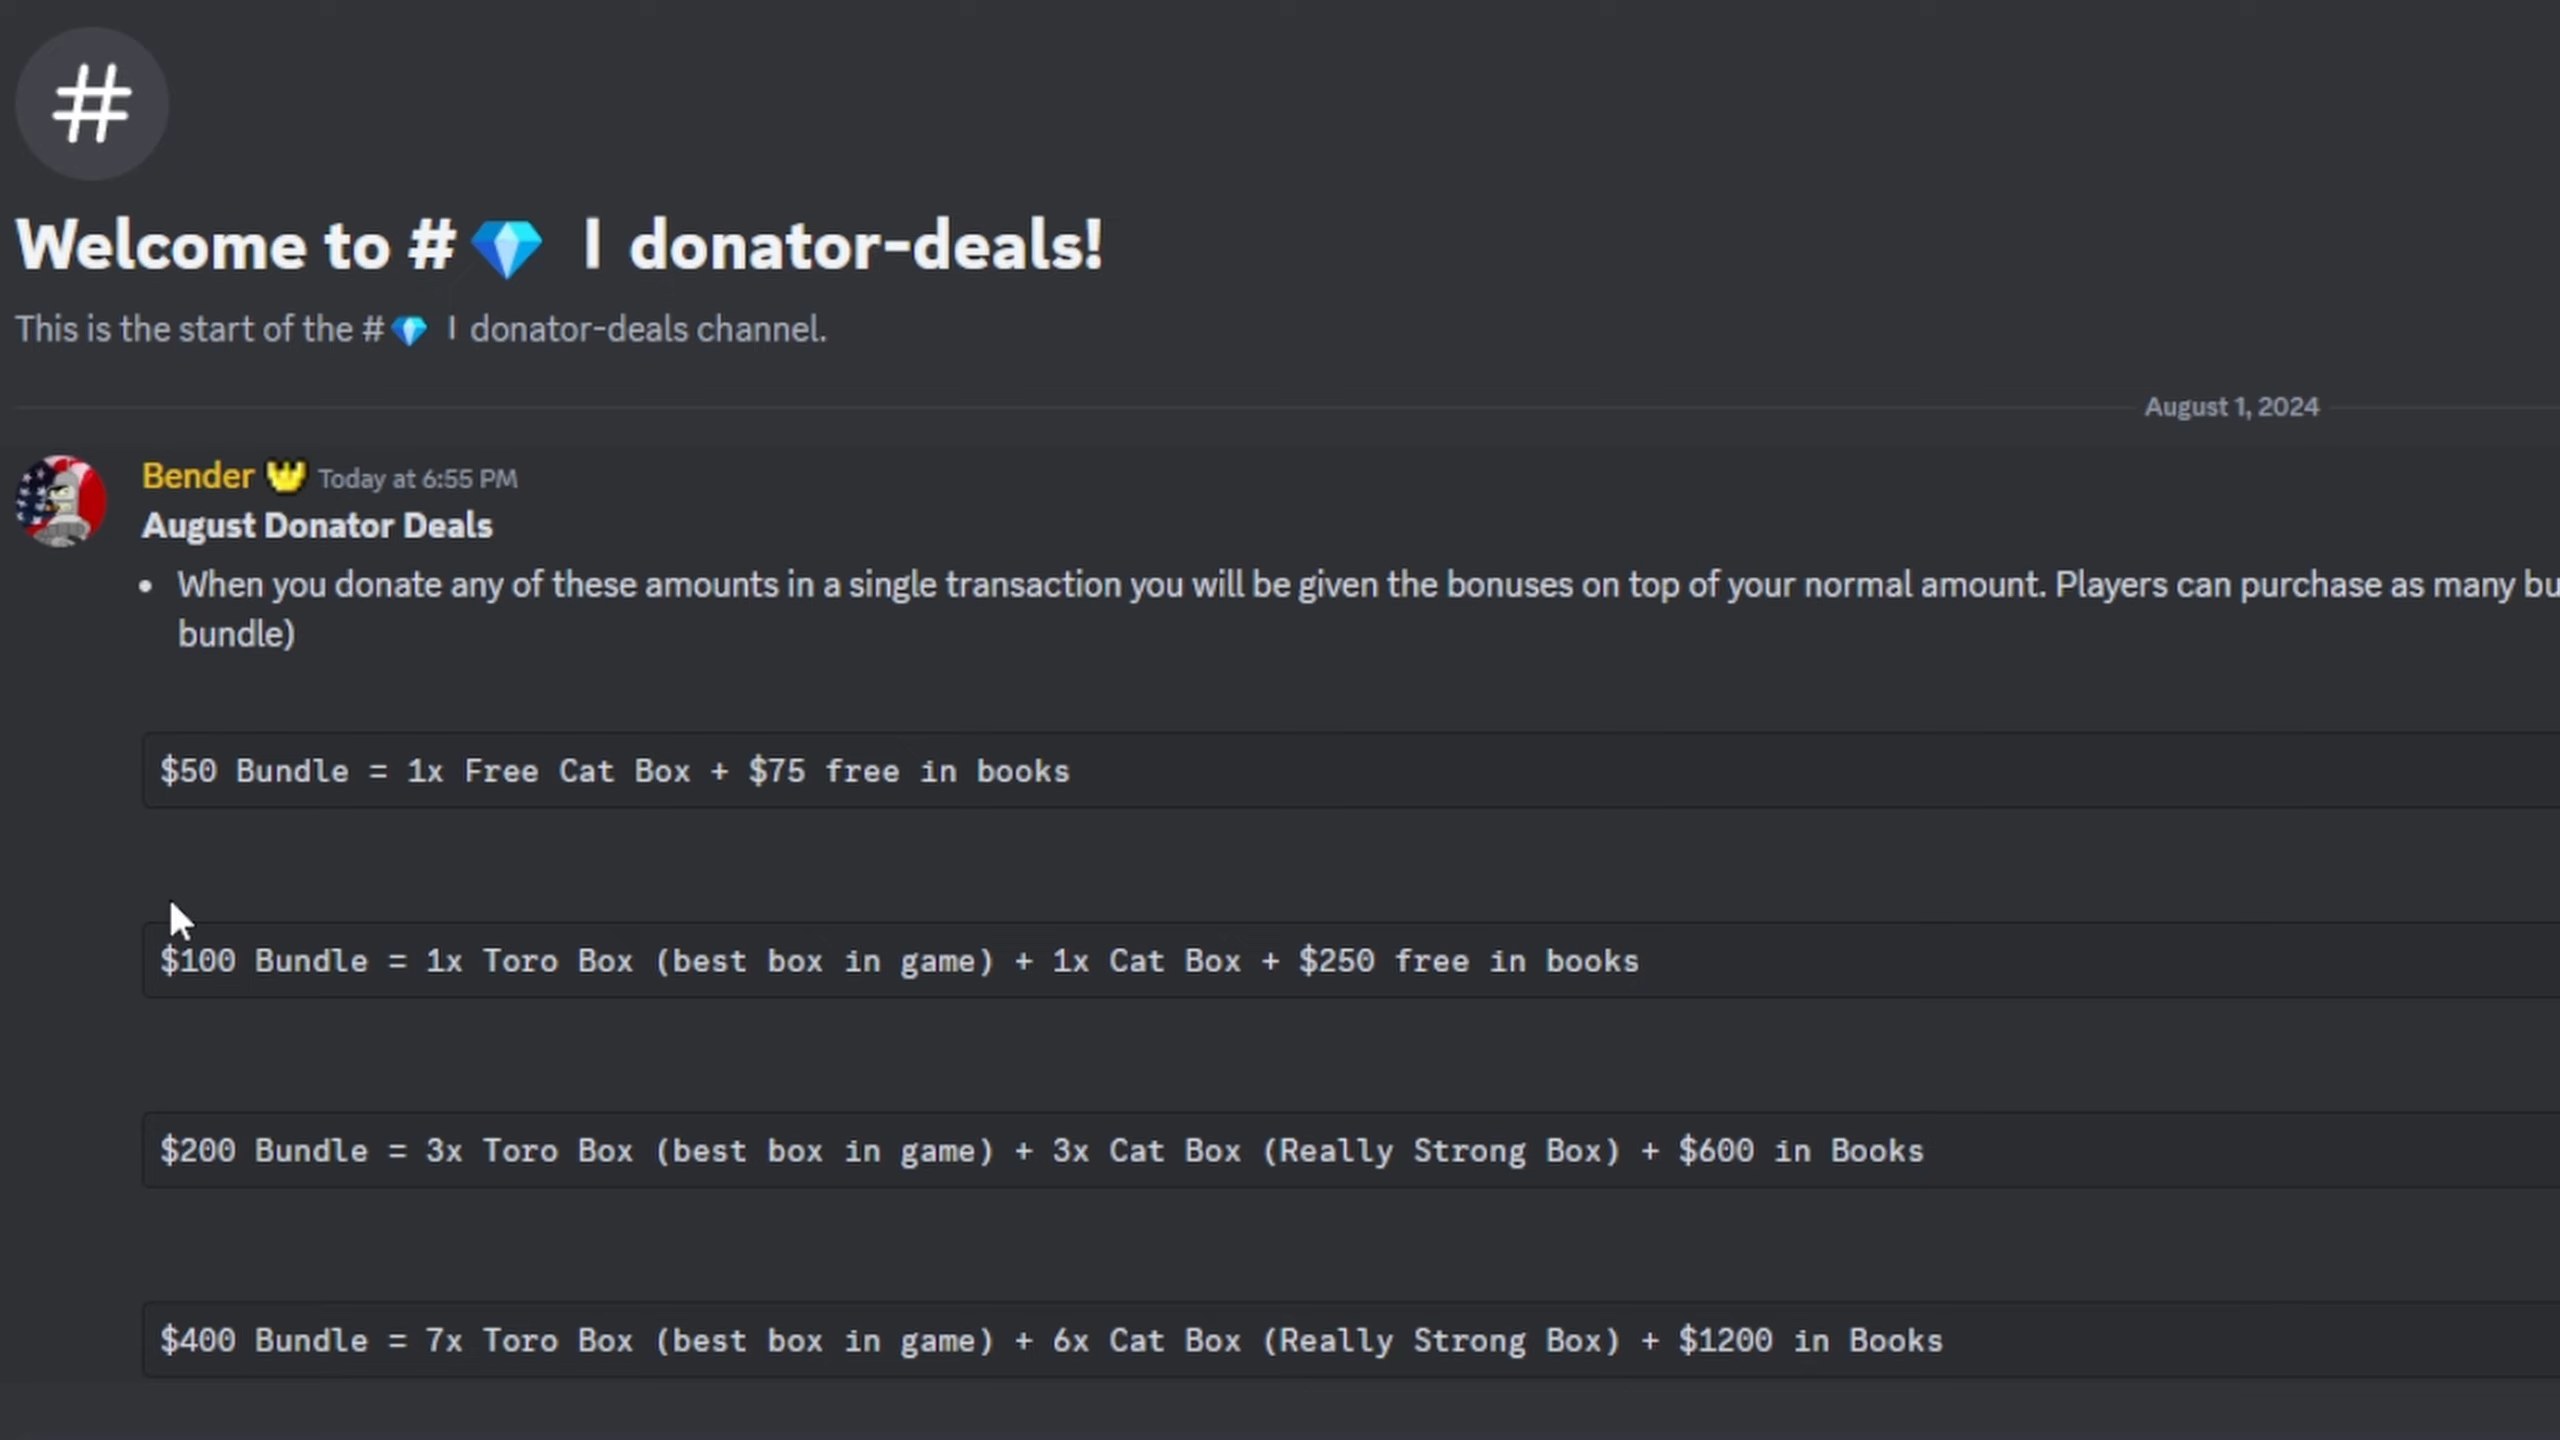 Welcome to #💎 | donator-deals!
This is the start of the #💎 | donator-deals channel.
August 1, 2024
Bender Today at 6:55 PM
August Donator Deals
• When you donate any of these amounts in a single transaction you will be given the bonuses on top of your normal amount. Players can purchase as many
bundle)
$50 Bundle = 1x Free Cat Box + $75 free in books
$100 Bundle = 1x Toro Box (best box in game) + 1x Cat Box + $250 free in books
$200 Bundle = 3x Toro Box (best box in game) + 3x Cat Box (Really Strong Box) + $600 in Books
$400 Bundle = 7x Toro Box (best box in game) + 6x Cat Box (Really Strong Box) + $1200 in Books